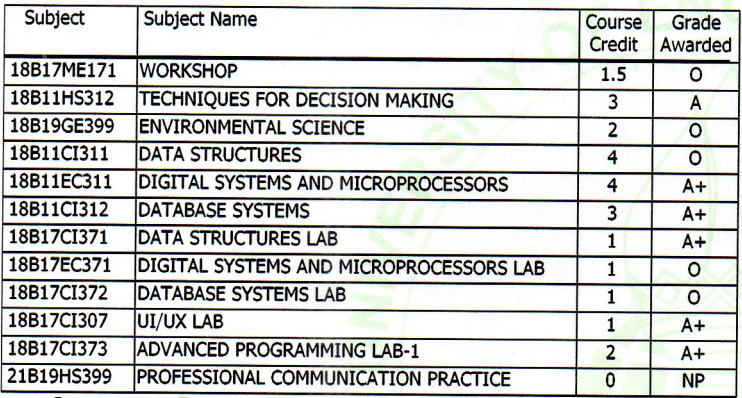 Subject Subject Name Course Credit Grade Awarded
18B17ME171 WORKSHOP 1.5 O
18B11HS312 TECHNIQUES FOR DECISION MAKING 3 A
18B19GE399 ENVIRONMENTAL SCIENCE 2 O
18B11CI311 DATA STRUCTURES 4 O
18B11EC311 DIGITAL SYSTEMS AND MICROPROCESSORS 4 A+
18B11CI312 DATABASE SYSTEMS 3 A+
18B17CI371 DATA STRUCTURES LAB 1 A+
18B17EC371 DIGITAL SYSTEMS AND MICROPROCESSORS LAB 1 O
18B17CI372 DATABASE SYSTEMS LAB 1 O
18B17CI307 UI/UX LAB 1 A+
18B17CI373 ADVANCED PROGRAMMING LAB-1 2 A+
21B19HS399 PROFESSIONAL COMMUNICATION PRACTICE 0 NP